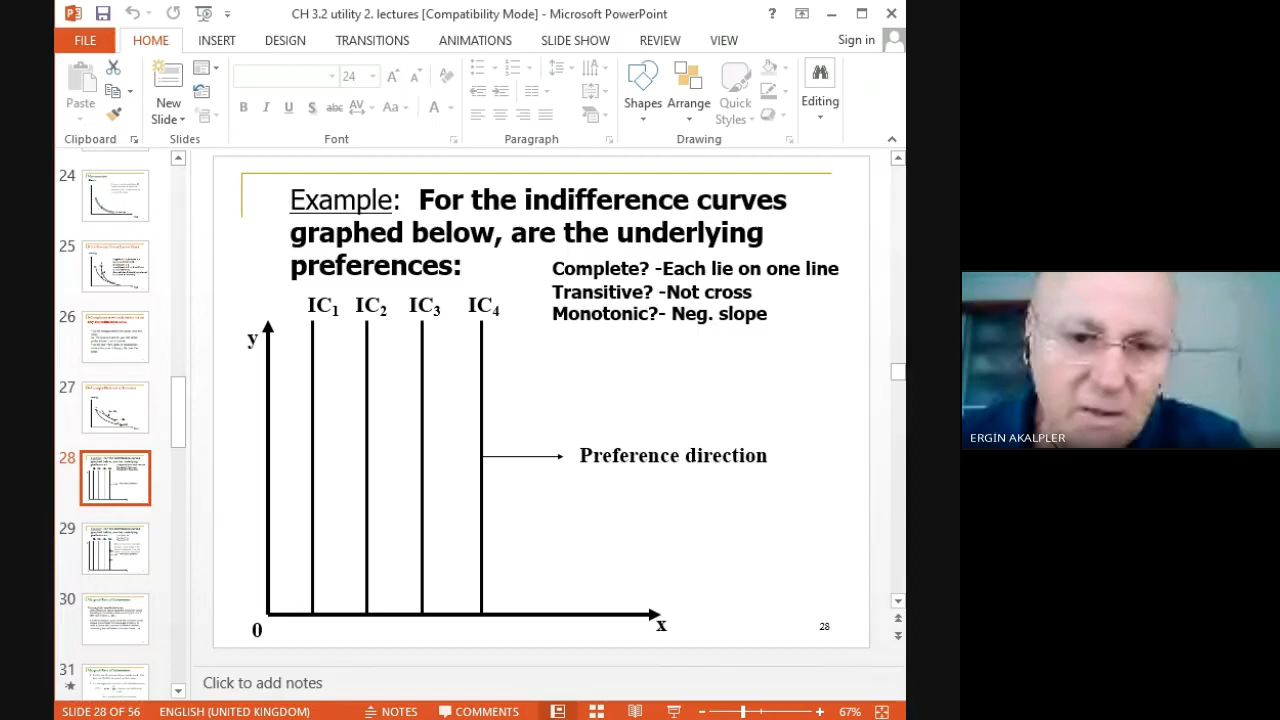 CH 3.2 utility 2. lectures [Compatibility Mode] - Microsoft PowerPoint
FILE HOME INSERT DESIGN TRANSITIONS ANIMATIONS SLIDE SHOW REVIEW VIEW Sign in
24
Paste New Slide Shapes Arrange Quick Styles Editing
Clipboard Slides Font Paragraph Drawing
24
25
26
27
28
29
30
31
Example: For the indifference curves
graphed below, are the underlying
preferences:
Complete? -Each lie on one line
Transitive? -Not cross
Monotonic?- Neg. slope
IC1 IC2 IC3 IC4
y
Preference direction
0
x
28
Click to add notes
SLIDE 28 OF 56 ENGLISH (UNITED KINGDOM) NOTES COMMENTS 67%
ERGİN AKALPLER